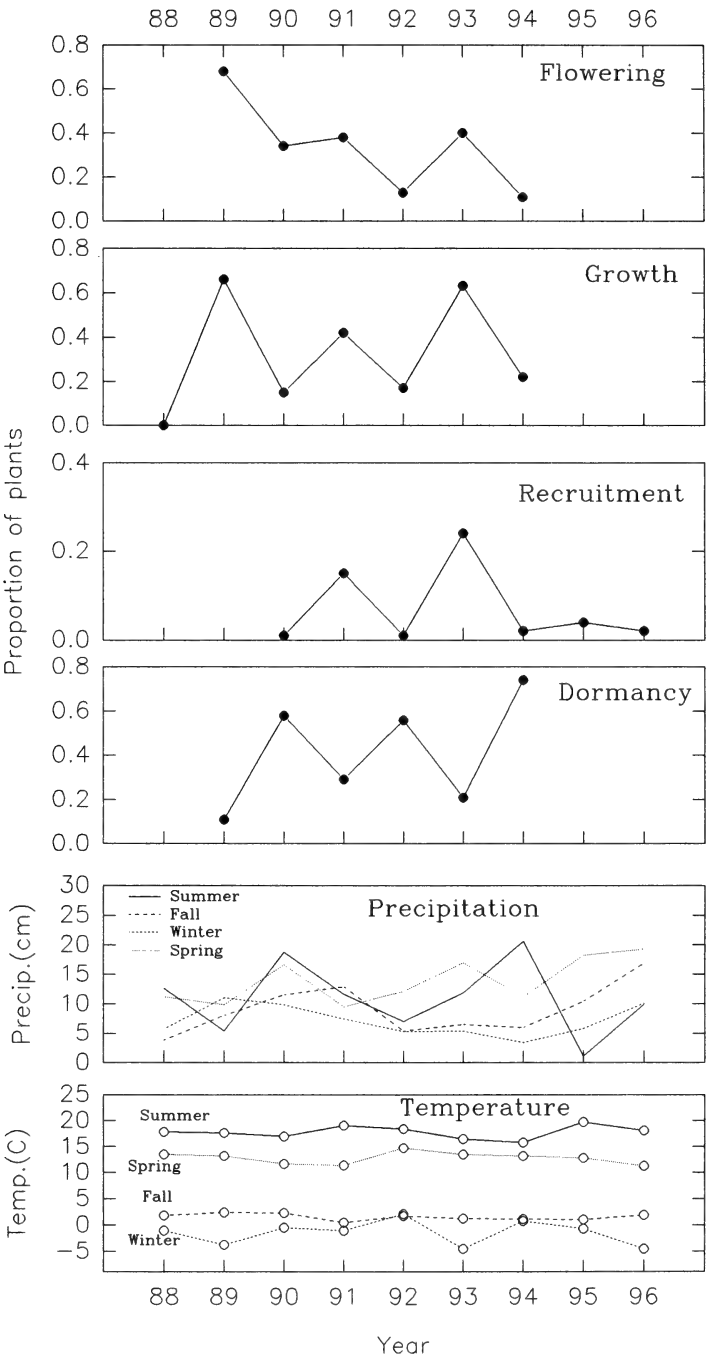 88 89 90 91 92 93 94 95 96
0.8
Flowering
0.6
0.4
0.2
0.0
0.8
Growth
0.6
0.4
0.2
0.0
0.4
Recruitment
0.2
0.0
0.8
Dormancy
0.6
0.4
0.2
0.0
Proportion of plants
30
Summer
Precipitation
25
Fall
20
Winter
Spring
15
10
5
0
Precip.(cm)
25
Temperature
20
Summer
15
Spring
10
5
Fall
0
Winter
−5
Temp.(C)
88 89 90 91 92 93 94 95 96
Year